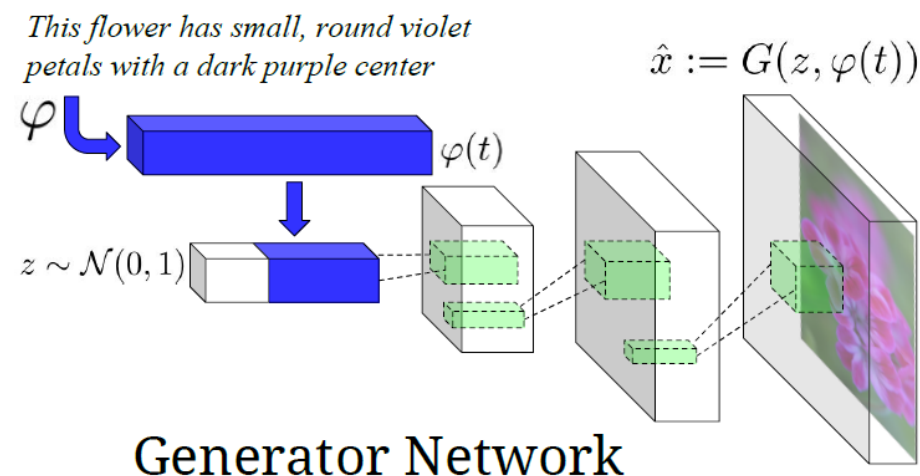 This flower has small, round violet
petals with a dark purple center
x̂ := G(z, φ(t))
φ
φ(t)
z ∼ 𝒩(0, 1)
Generator Network